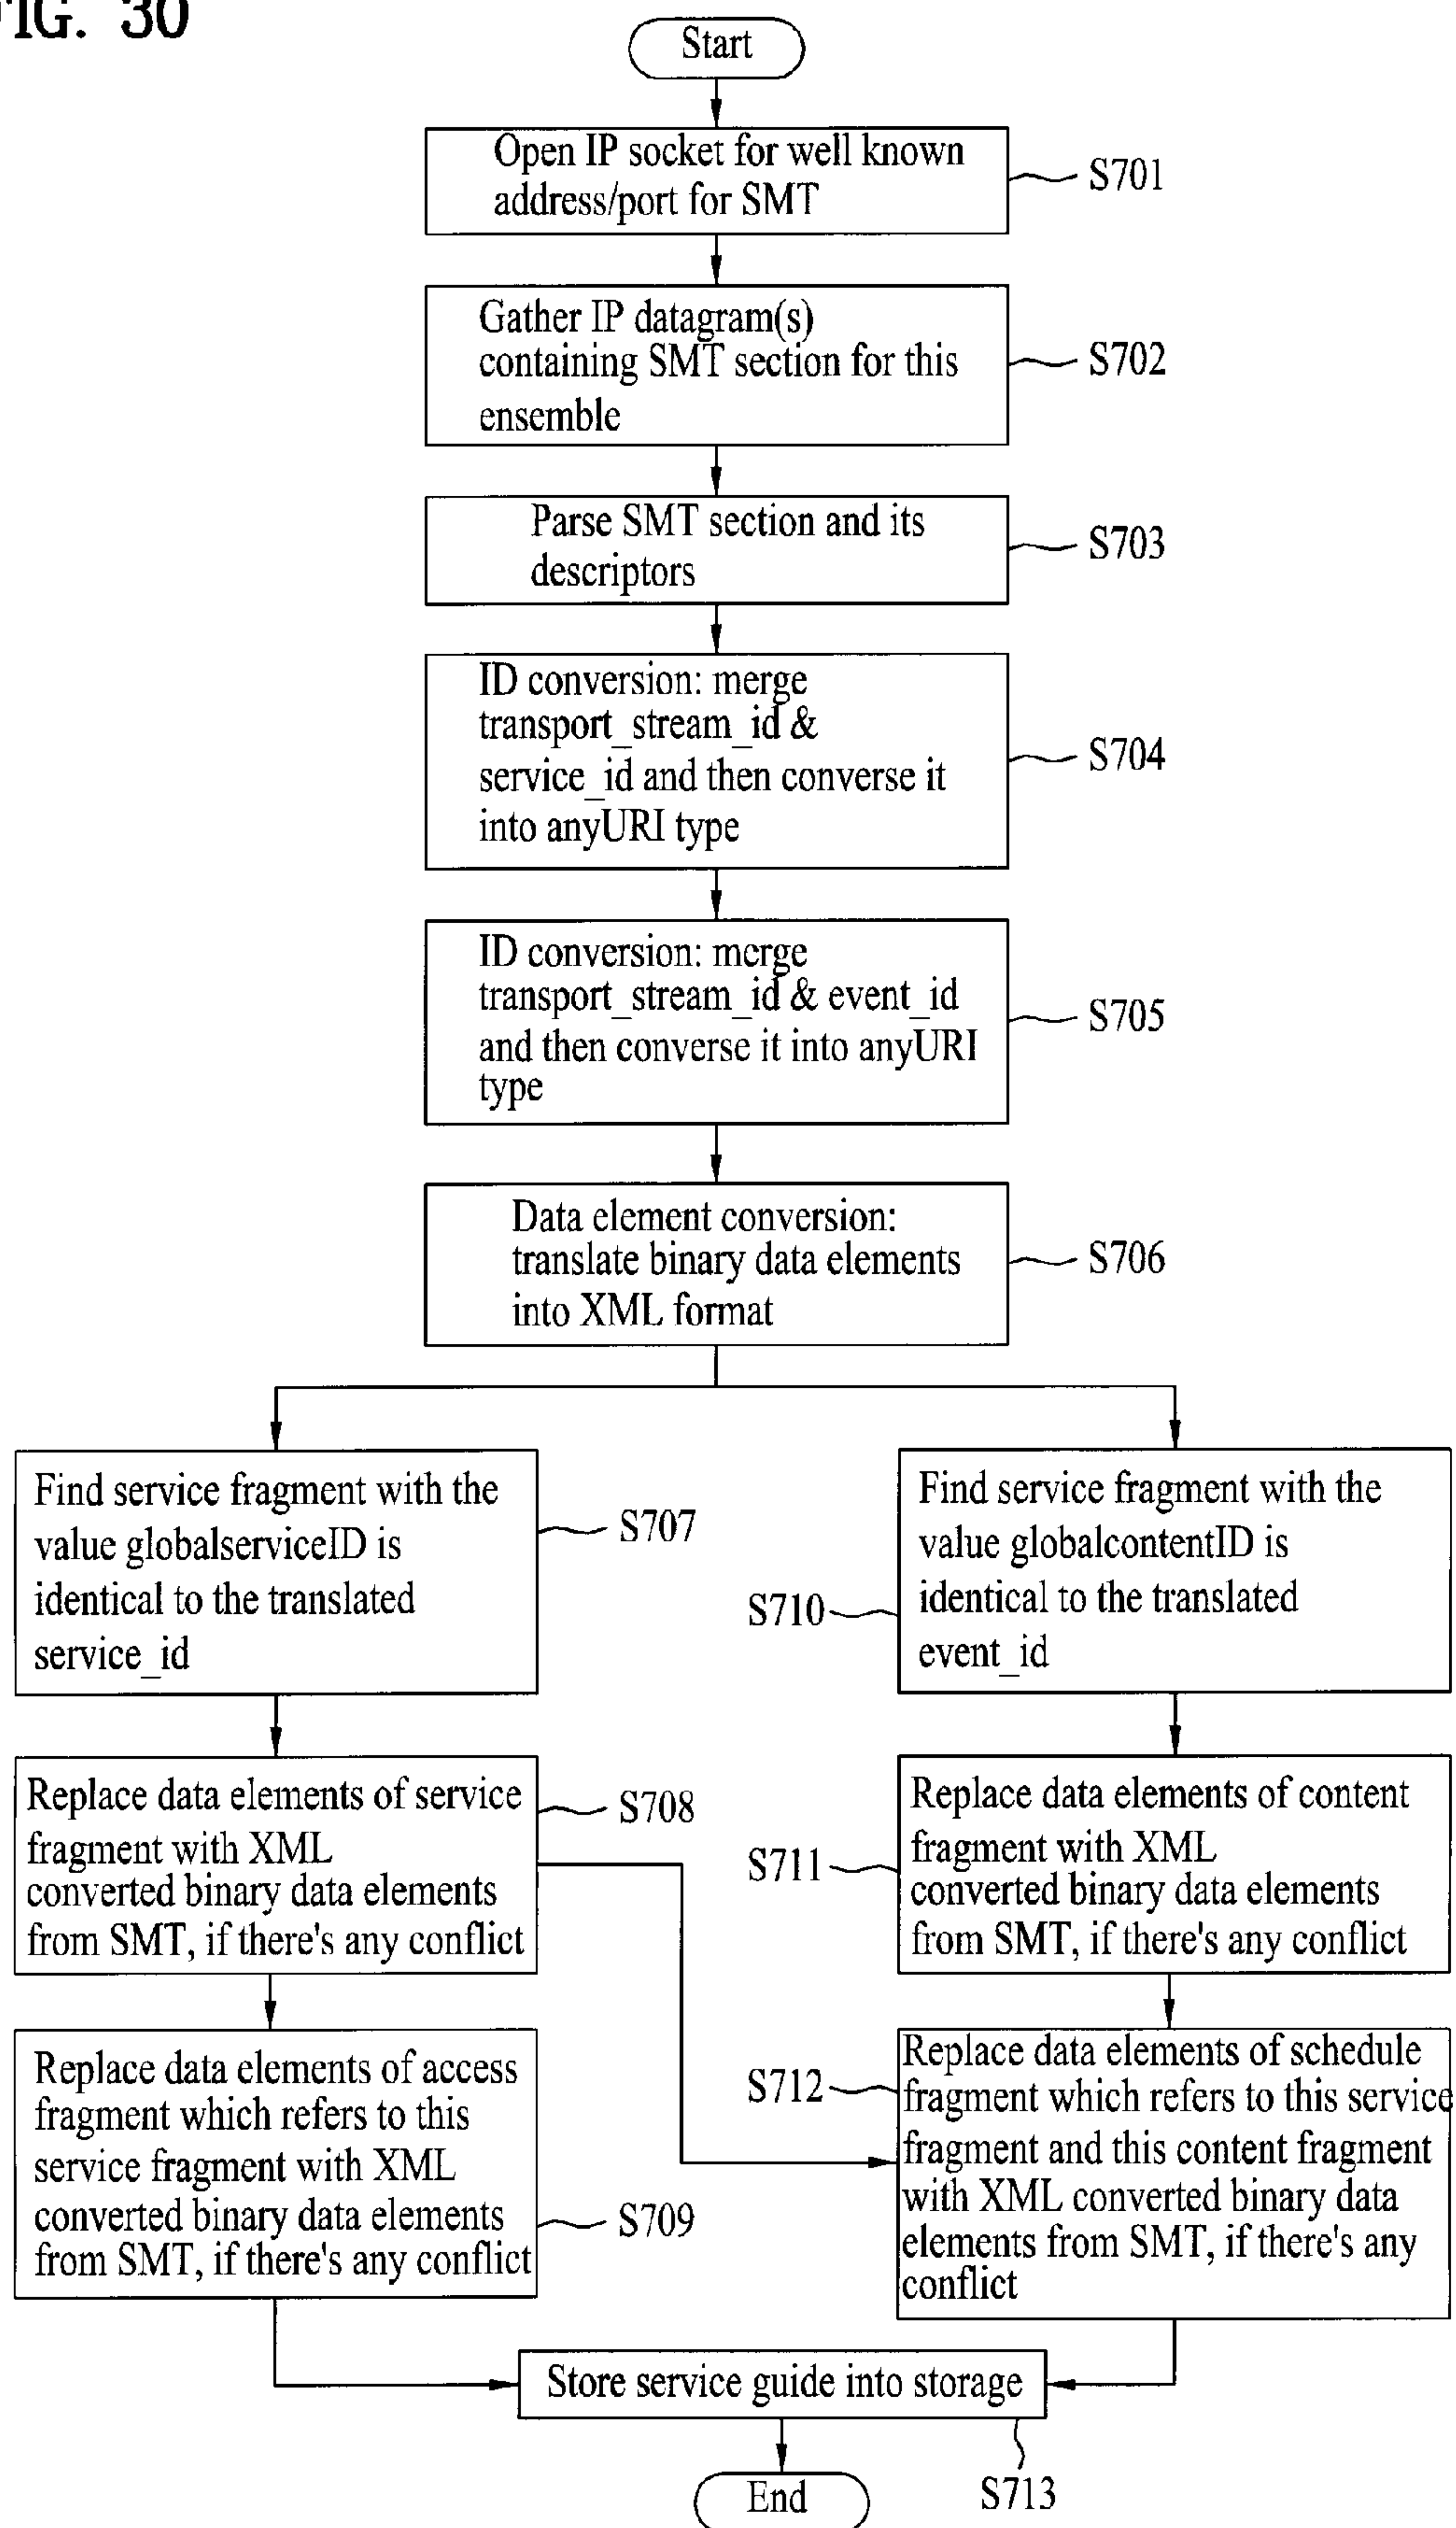 FIG. 30
Start
Open IP socket for well known
address/port for SMT
S701
Gather IP datagram(s)
containing SMT section for this
ensemble
S702
Parse SMT section and its
descriptors
S703
ID conversion: merge
transport_stream_id &
service_id and then converse it
into anyURI type
S704
ID conversion: merge
transport_stream_id & event_id
and then converse it into anyURI
type
S705
Data element conversion:
translate binary data elements
into XML format
S706
Find service fragment with the
value globalserviceID is
identical to the translated
service_id
S707
Replace data elements of service
fragment with XML
converted binary data elements
from SMT, if there's any conflict
S708
Replace data elements of access
fragment which refers to this
service fragment with XML
converted binary data elements
from SMT, if there's any conflict
S709
Find service fragment with the
value globalcontentID is
identical to the translated
event_id
S710
Replace data elements of content
fragment with XML
converted binary data elements
from SMT, if there's any conflict
S711
Replace data elements of schedule
fragment which refers to this service
fragment and this content fragment
with XML converted binary data
elements from SMT, if there's any
conflict
S712
Store service guide into storage
S713
End